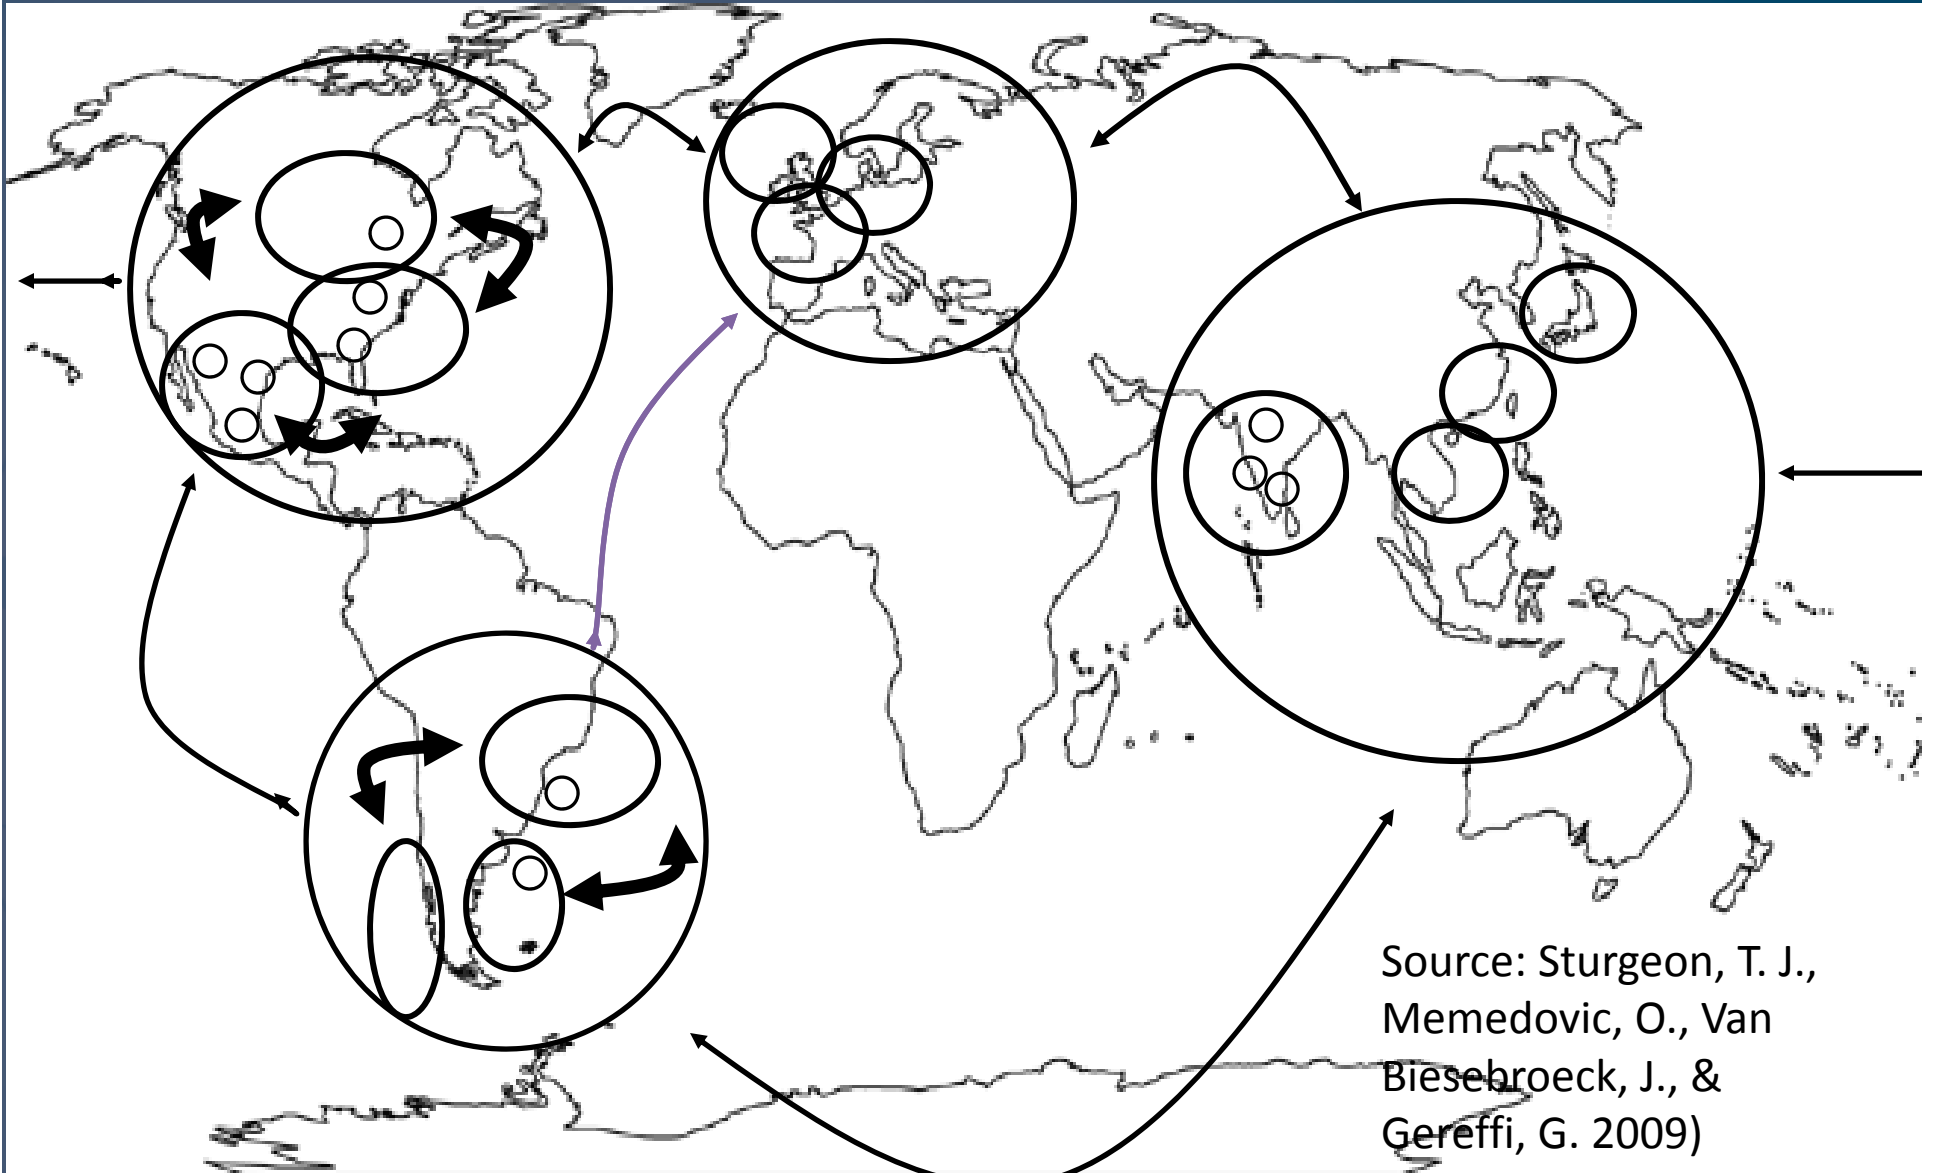 Source: Sturgeon, T. J.,
Memedovic, O., Van
Biesebroeck, J., &
Gereffi, G. 2009)